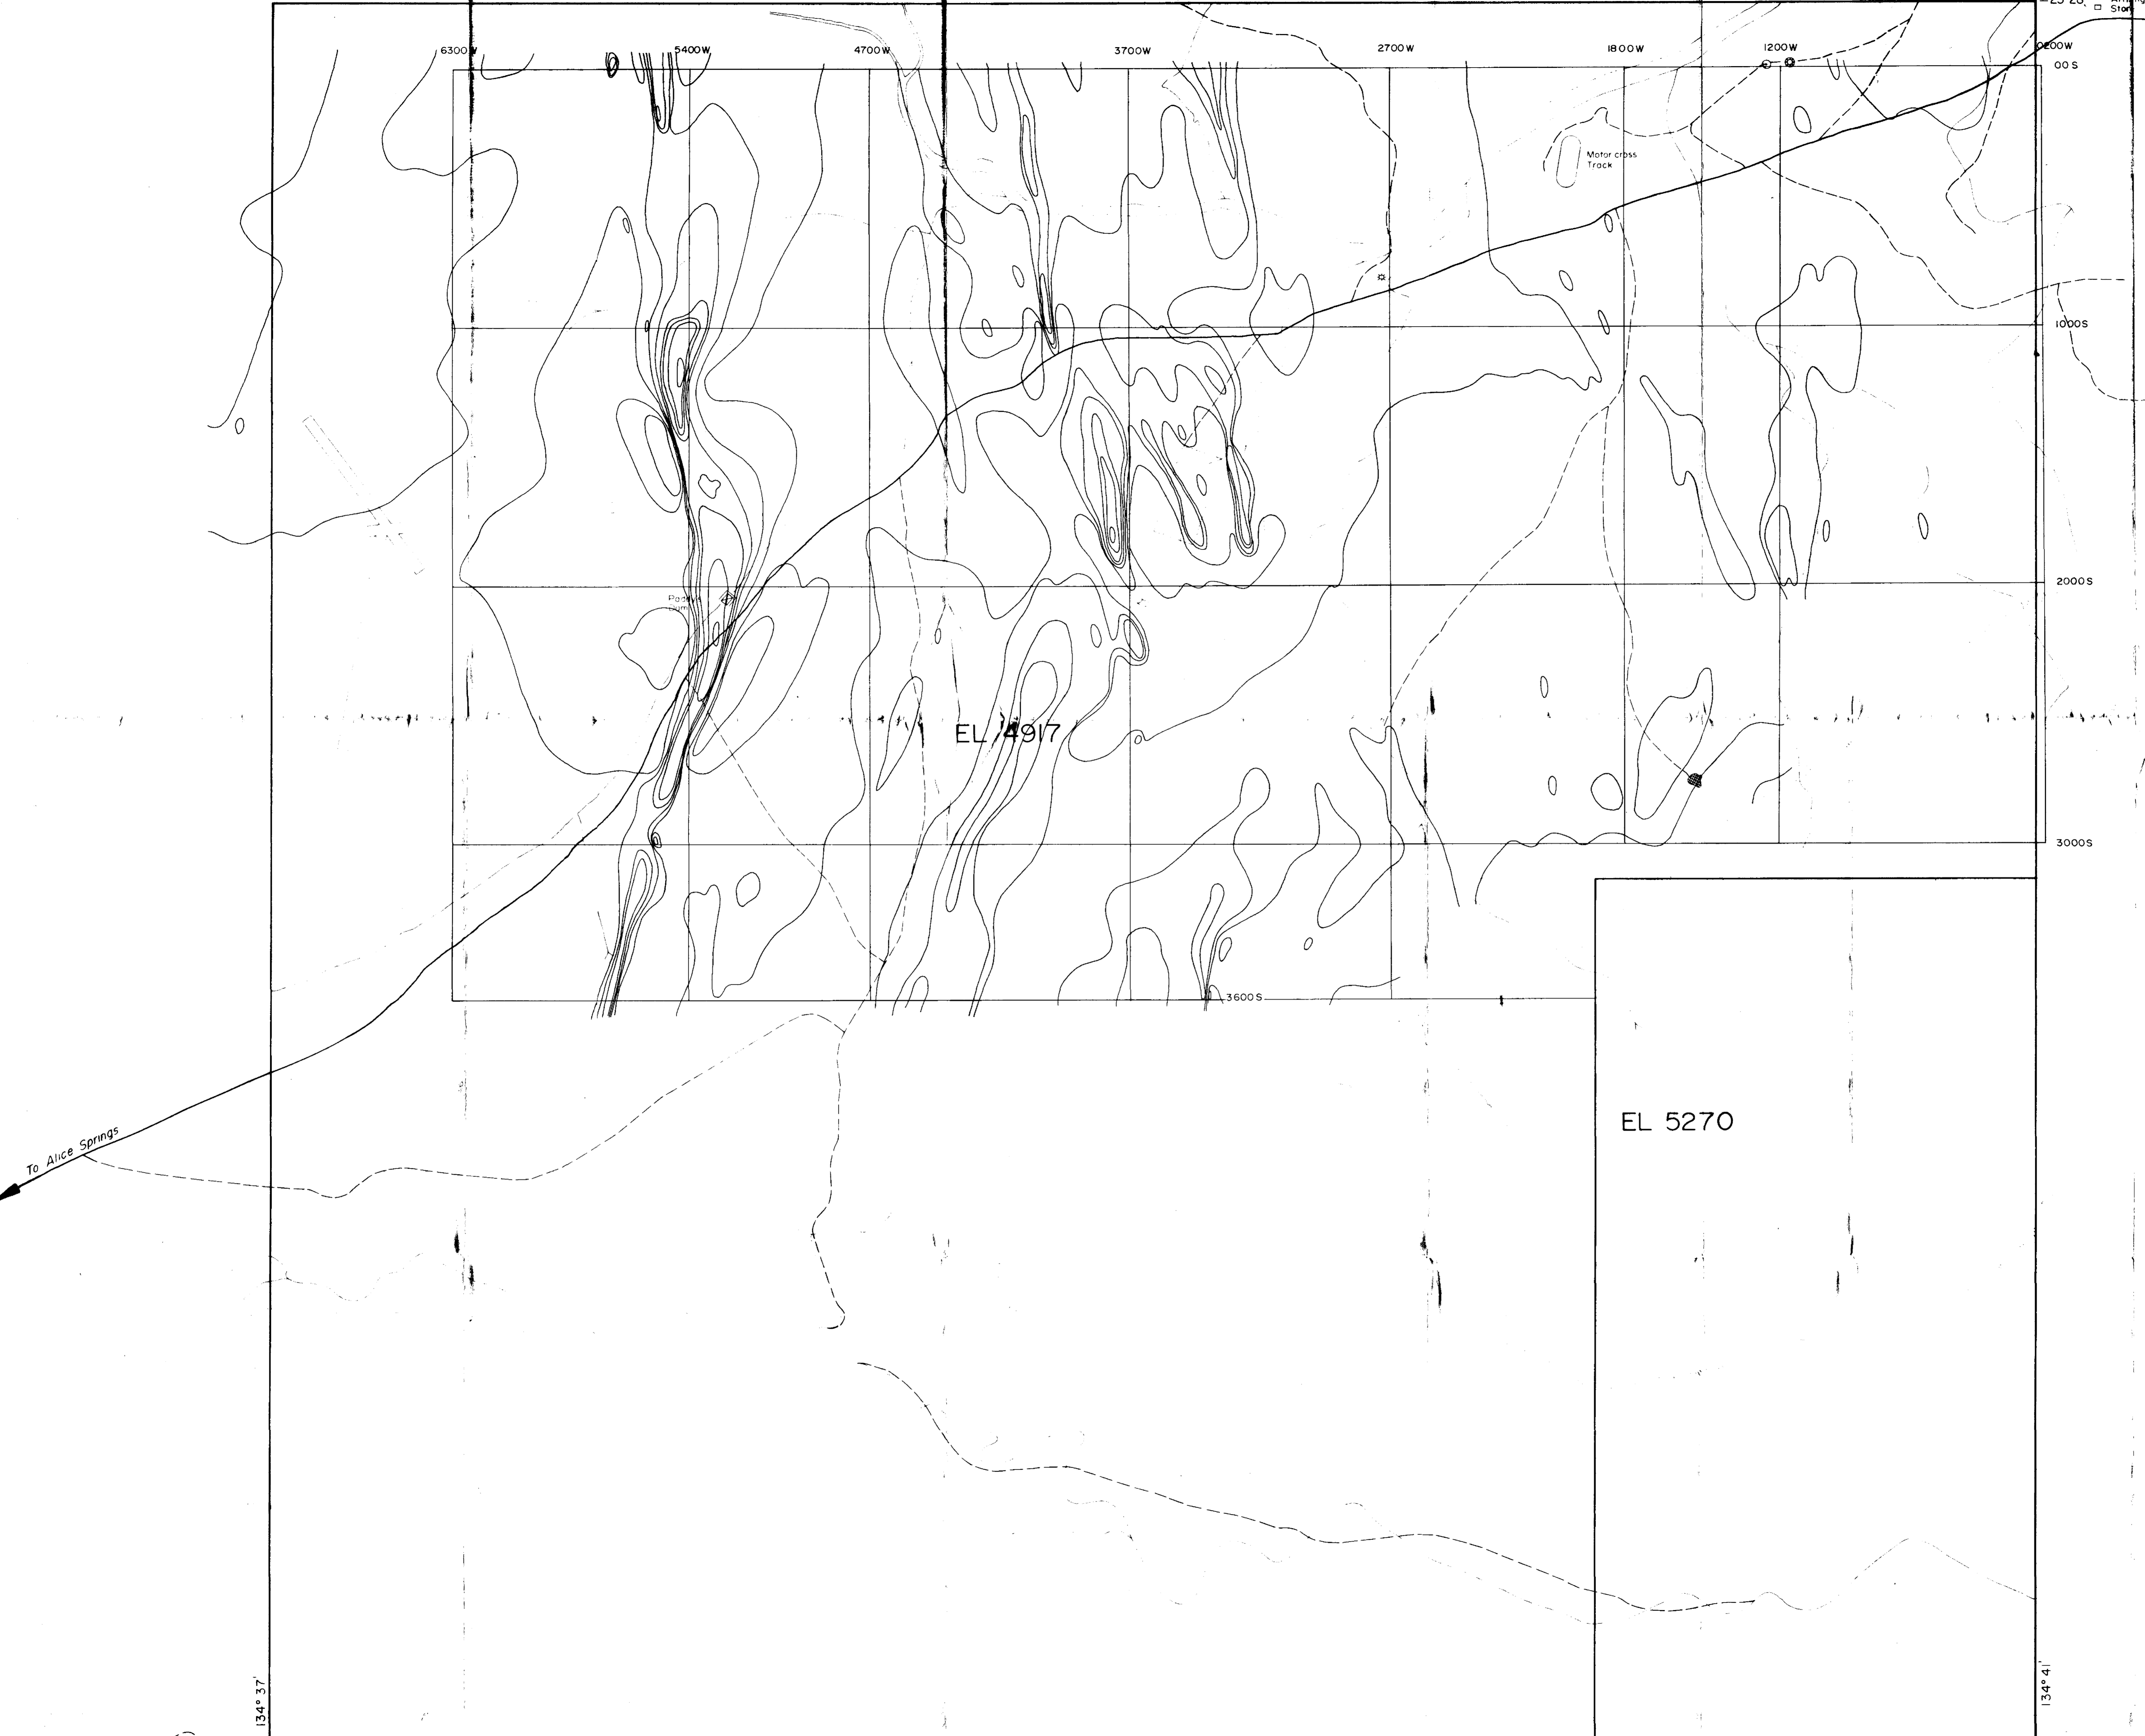 6300W
5400W
4700W
3700W
2700W
1800W
1200W
0200W
00S
Motor cross
Track
1000S
2000S
EL 4917
3000S
3600S
EL 5270
To Alice Springs
134° 37'
134° 41'